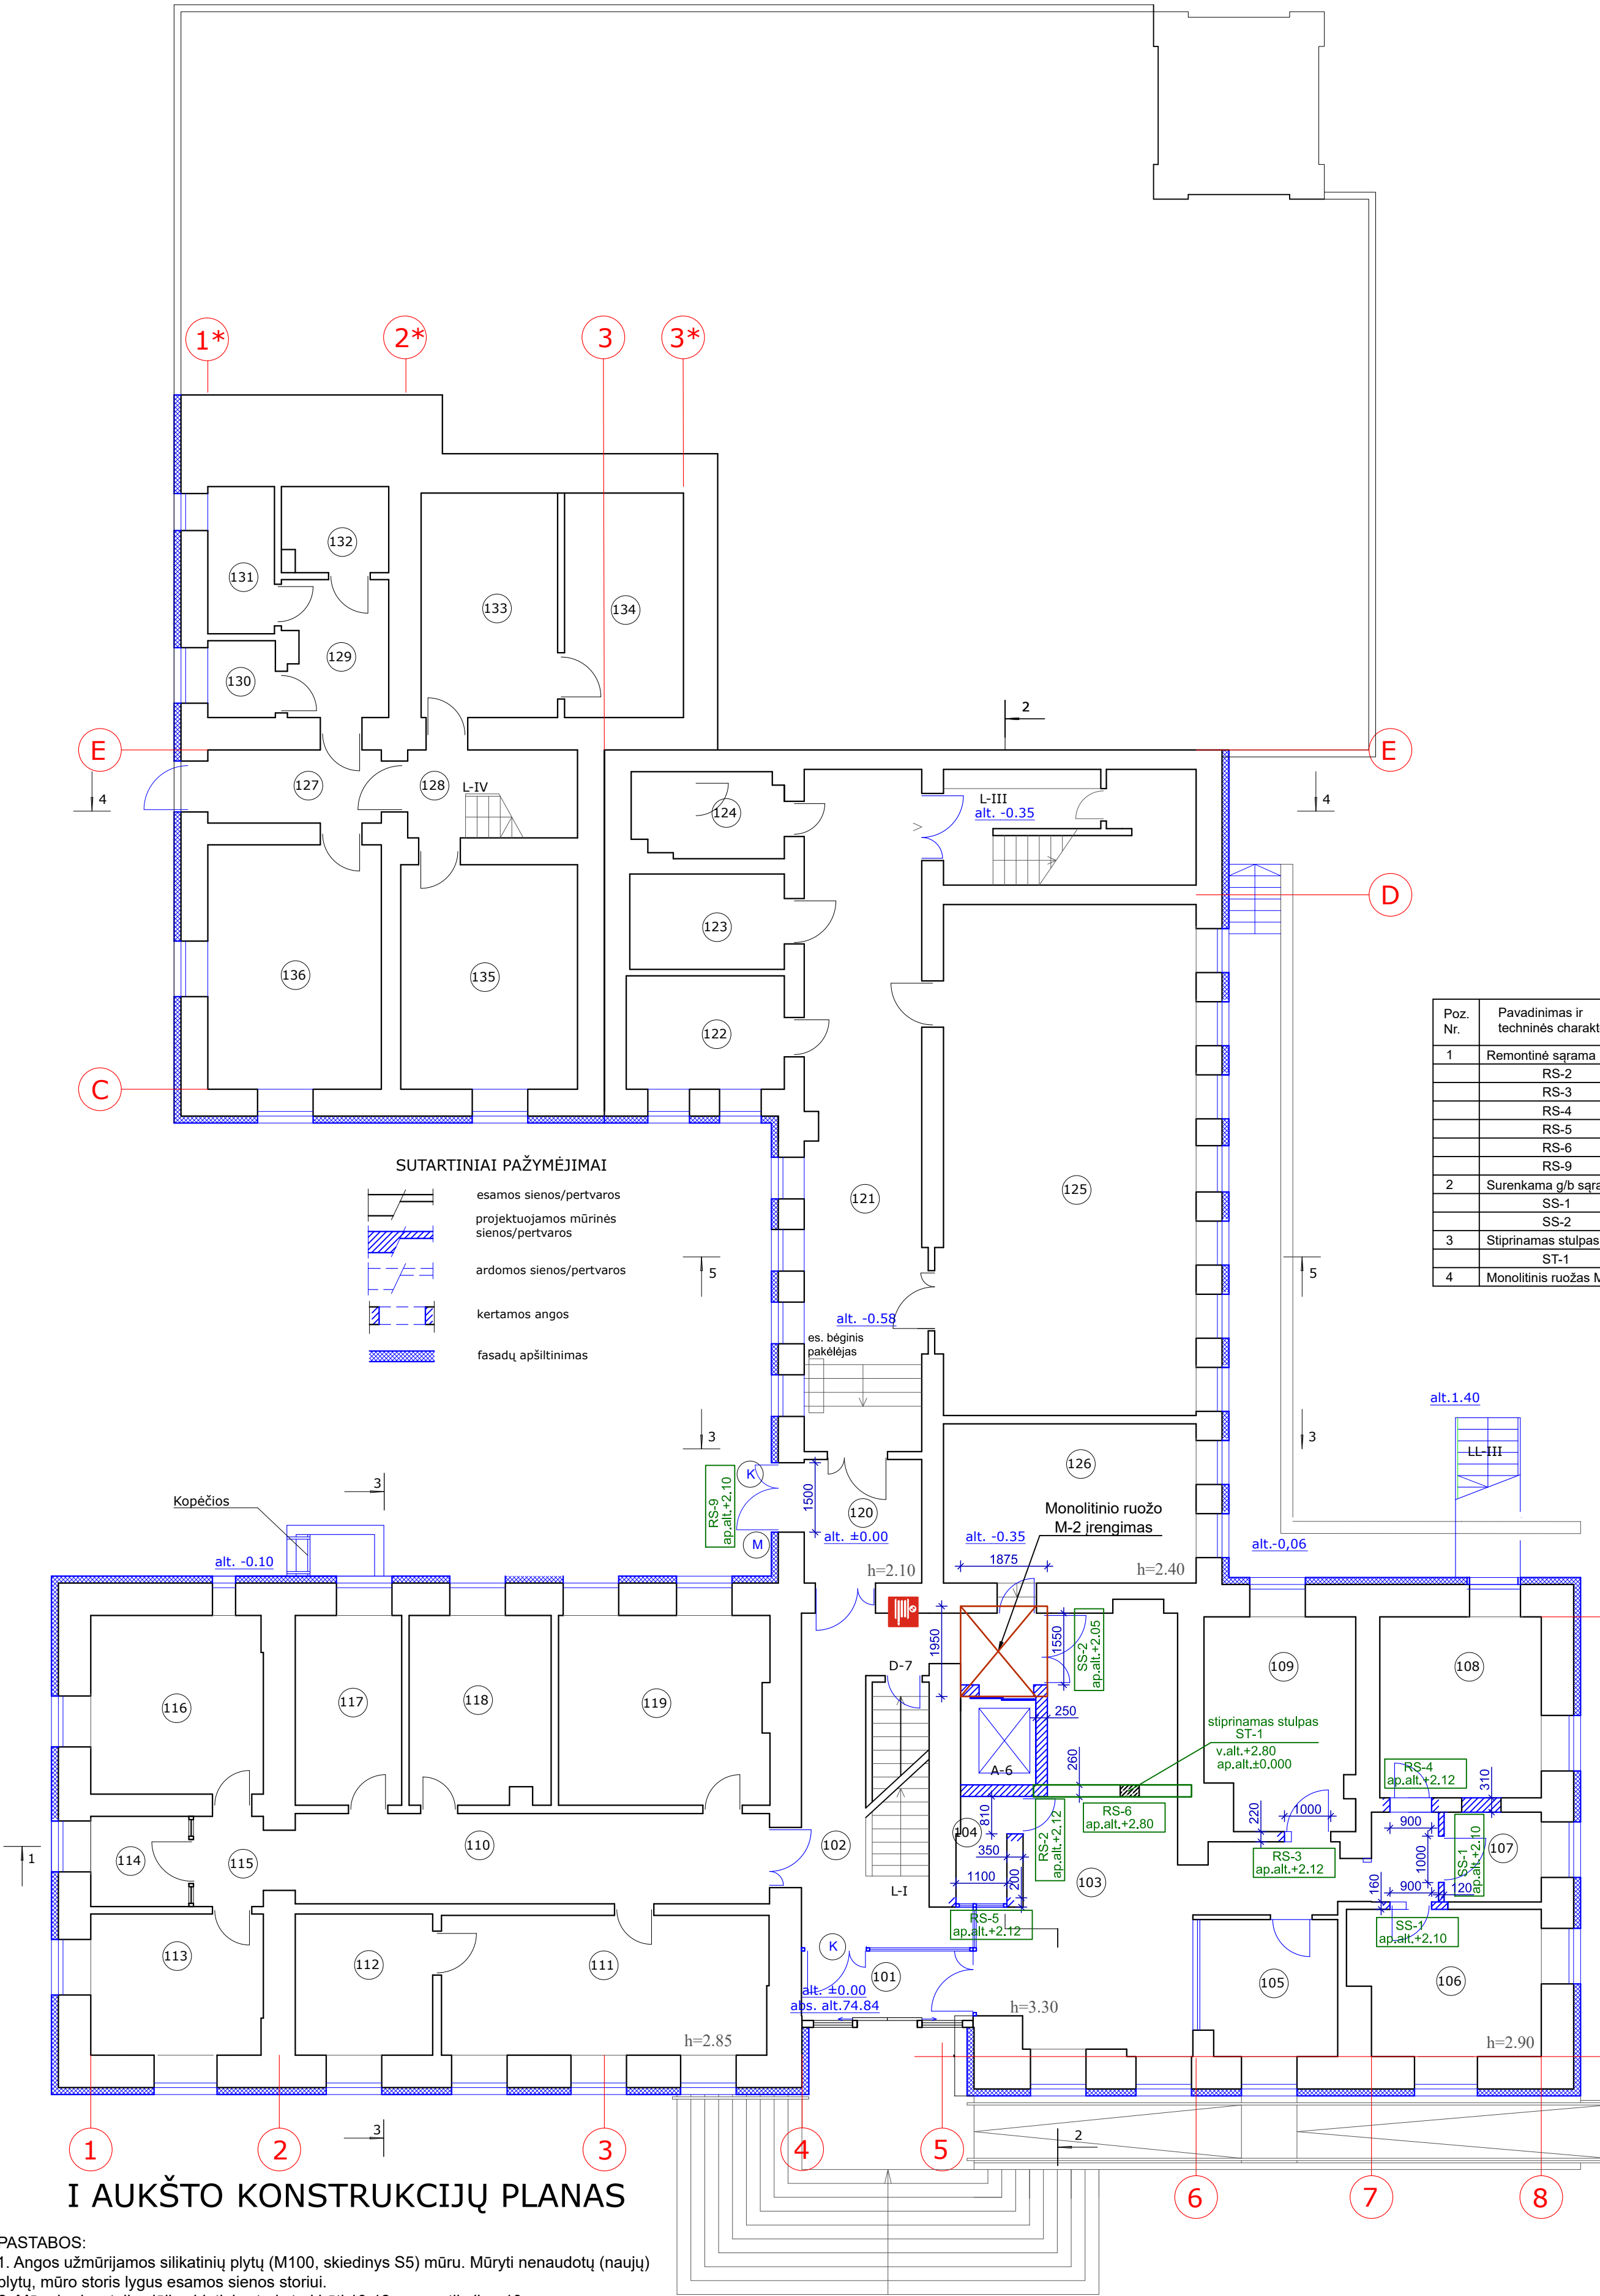 1*
2*
3
3*
132
131
133
134
129
130
2
E
E
127
128
L-IV
4
124
L-III
alt. -0.35
4
D
123
136
135
122
C
Poz.
Nr.
Pavadinimas ir
techninės charakt
1
Remontinė sąrama
RS-2
RS-3
RS-4
RS-5
RS-6
RS-9
2
SS-1
SS-2
3
Stiprinamas stulpas
ST-1
4
Monolitinis ruožas
SUTARTINIAI PAŽYMĖJIMAI
esamos sienos/pertvaros
projektuojamos mūrinės
sienos/pertvaros
ardomos sienos/pertvaros
kertamos angos
fasadų apšiltinimas
121
125
5
5
alt. -0.58
es. bėginis
pakėlėjas
alt.1.40
LL-III
3
3
126
RS-9
ap.alt.+2.10
K
M
1500
120
alt. ±0.00
h=2.10
Monolitinio ruožo
M-2 įrengimas
alt. -0.35
1875
h=2.40
alt.-0,06
Kopėčios
3
alt. -0.10
1950
1550
SS-2
ap.alt.+2.05
D-7
109
108
116
117
118
119
250
stiprinamas stulpas
ST-1
v.alt.+2.80
ap.alt.±0.000
A-6
260
RS-4
ap.alt.+2.12
310
810
RS-2
ap.alt.+2.12
RS-6
ap.alt.+2.80
220
1000
900
104
102
110
1
114
115
350
RS-3
ap.alt.+2.12
1000
SS-1
ap.alt.+2.10
107
1100
200
103
L-I
160
900
120
RS-5
ap.alt.+2.12
SS-1
ap.alt.+2.10
113
112
111
K
101
alt. ±0.00
abs. alt.74.84
105
106
h=3.30
h=2.85
h=2.90
3
2
1
2
3
4
5
6
7
8
I AUKŠTO KONSTRUKCIJŲ PLANAS
PASTABOS:
1. Angos užmūrijamos silikatinių plytų (M100, skiedinys S5) mūru. Mūryti nenaudotų (naujų)
plytų, mūro storis lygus esamos sienos storiui.